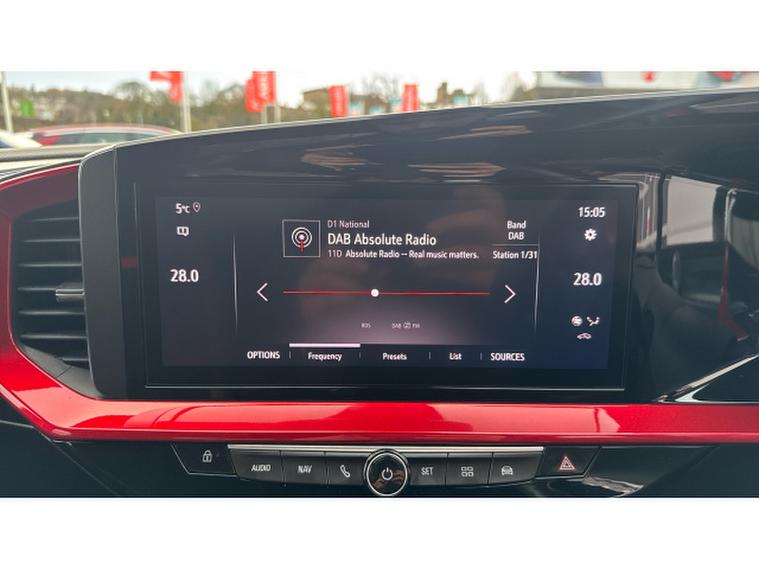 5°c
15:05
D1 National
DAB Absolute Radio
11D Absolute Radio -- Real music matters.
Band
DAB
Station 1/31
28.0
28.0
RDS DAB FM
OPTIONS Frequency Presets List SOURCES
AUDIO NAV SET